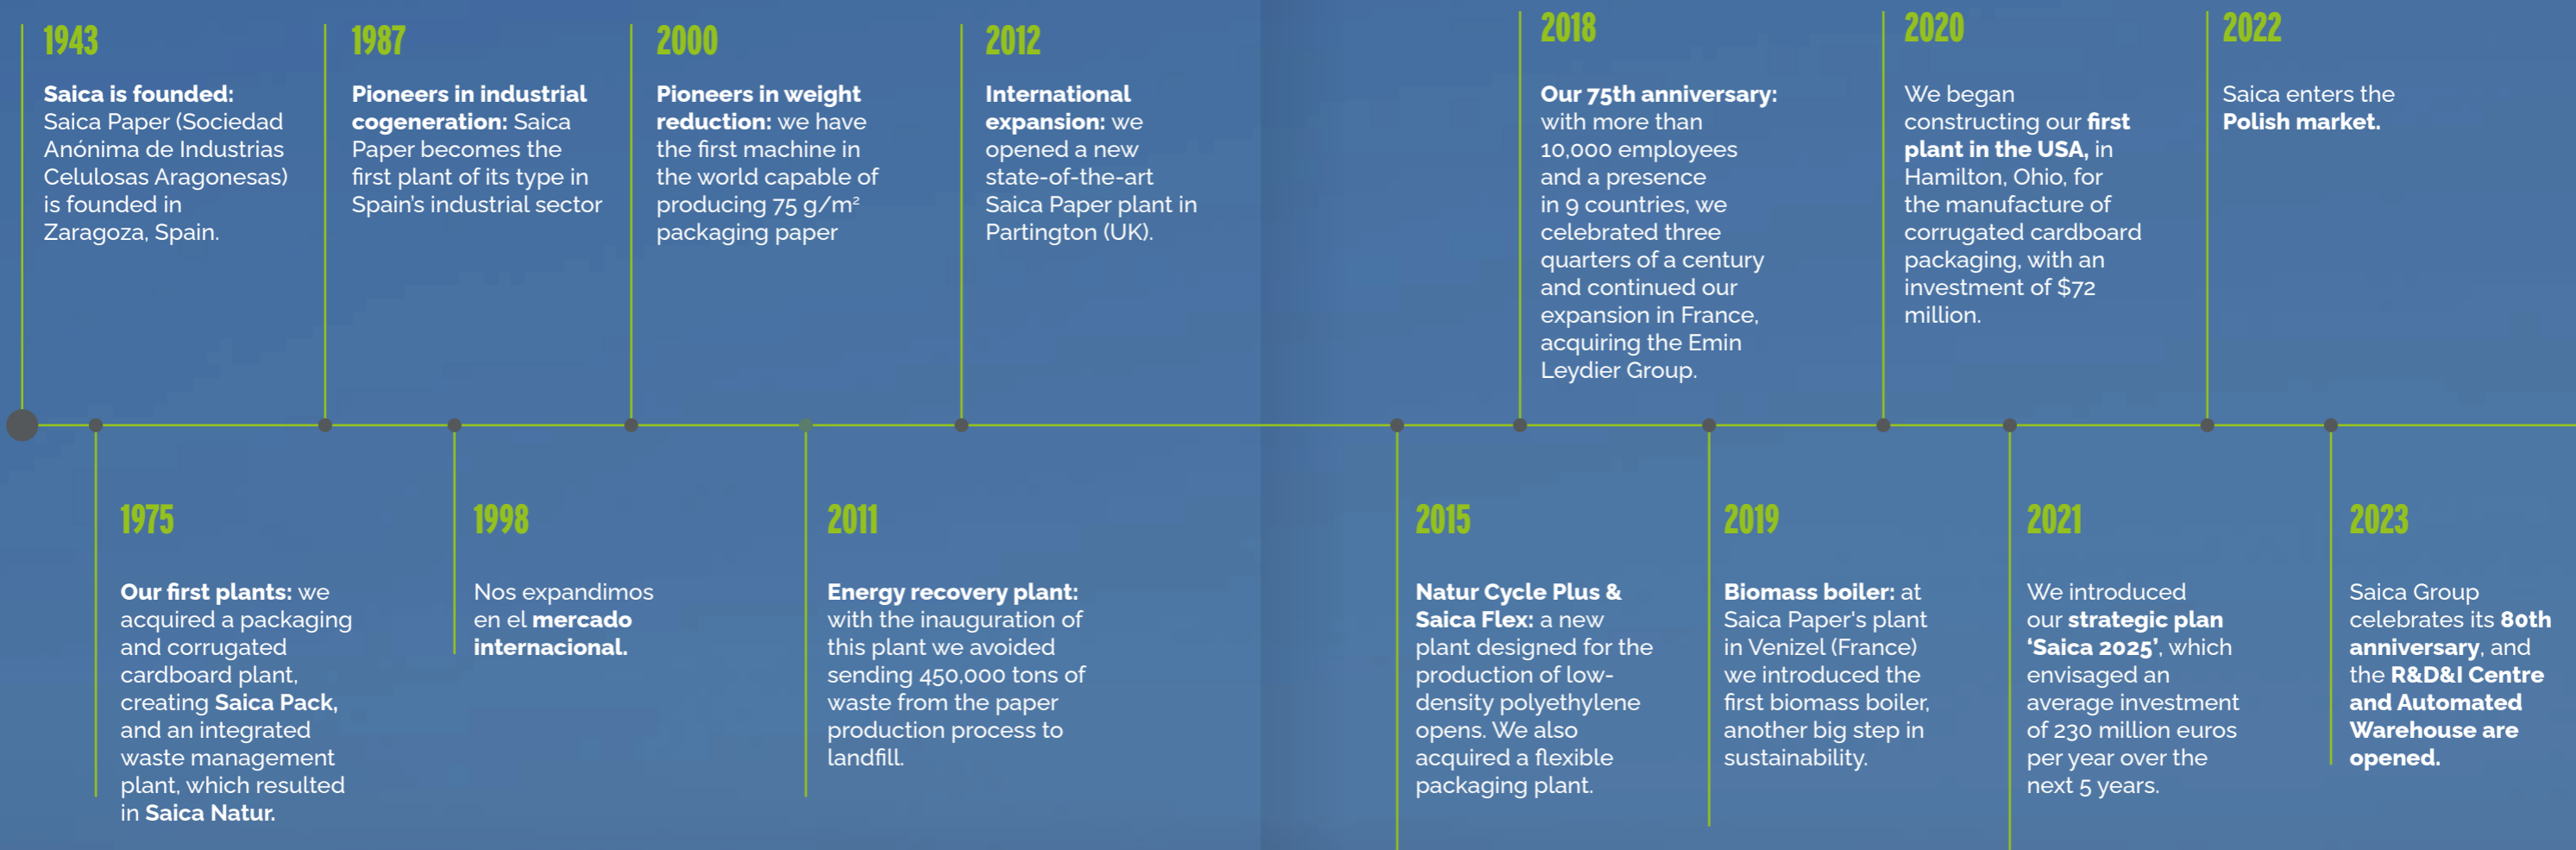 1943
Saica is founded:
Saica Paper (Sociedad
Anónima de Industrias
Celulosas Aragonesas)
is founded in
Zaragoza, Spain.
1987
Pioneers in industrial
cogeneration: Saica
Paper becomes the
first plant of its type in
Spain's industrial sector
2000
Pioneers in weight
reduction: we have
the first machine in
the world capable of
producing 75 g/m²
packaging paper
2012
International
expansion: we
opened a new
state-of-the-art
Saica Paper plant in
Partington (UK).
2018
Our 75th anniversary:
with more than
10,000 employees
and a presence
in 9 countries, we
celebrated three
quarters of a century
and continued our
expansion in France,
acquiring the Emin
Leydier Group.
2020
We began
constructing our first
plant in the USA, in
Hamilton, Ohio, for
the manufacture of
corrugated cardboard
packaging, with an
investment of $72
million.
2022
Saica enters the
Polish market.
1975
Our first plants: we
acquired a packaging
and corrugated
cardboard plant,
creating Saica Pack,
and an integrated
waste management
plant, which resulted
in Saica Natur.
1998
Nos expandimos
en el mercado
internacional.
2011
Energy recovery plant:
with the inauguration of
this plant we avoided
sending 450,000 tons of
waste from the paper
production process to
landfill.
2015
Natur Cycle Plus &
Saica Flex: a new
plant designed for the
production of low-
density polyethylene
opens. We also
acquired a flexible
packaging plant.
2019
Biomass boiler: at
Saica Paper's plant
in Venizel (France)
we introduced the
first biomass boiler,
another big step in
sustainability.
2021
We introduced
our strategic plan
‘Saica 2025’, which
envisaged an
average investment
of 230 million euros
per year over the
next 5 years.
2023
Saica Group
celebrates its 80th
anniversary, and
the R&D&I Centre
and Automated
Warehouse are
opened.